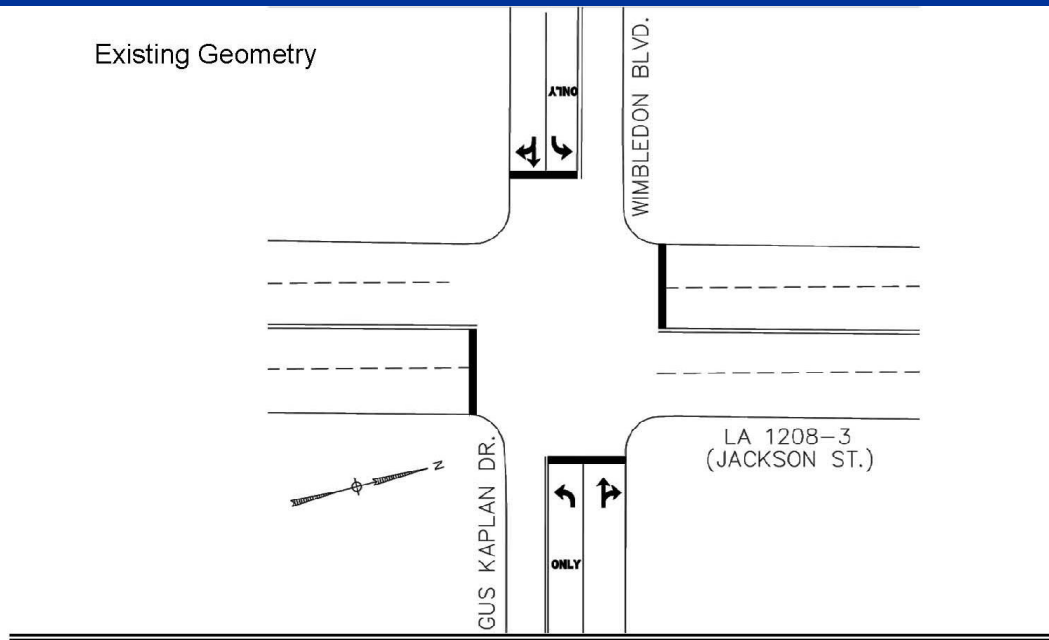 Existing Geometry
WIMBLEDON BLVD.
ONLY
LA 1208-3
(JACKSON ST.)
N
GUS KAPLAN DR.
ONLY